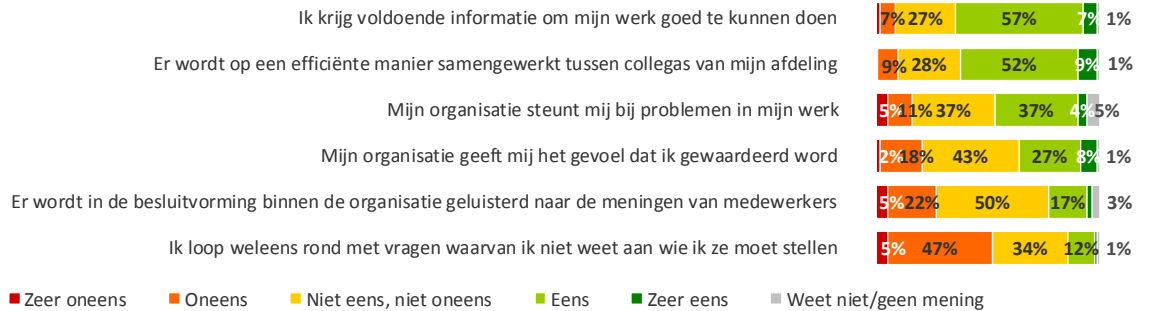 Ik krijg voldoende informatie om mijn werk goed te kunnen doen 7% 27% 57% 7% 1%
Er wordt op een efficiënte manier samengewerkt tussen collegas van mijn afdeling 9% 28% 52% 9% 1%
Mijn organisatie steunt mij bij problemen in mijn werk 5% 11% 37% 37% 4% 5%
Mijn organisatie geeft mij het gevoel dat ik gewaardeerd word 2% 18% 43% 27% 8% 1%
Er wordt in de besluitvorming binnen de organisatie geluisterd naar de meningen van medewerkers 5% 22% 50% 17% 3%
Ik loop weleens rond met vragen waarvan ik niet weet aan wie ik ze moet stellen 5% 47% 34% 12% 1%
Zeer oneens Oneens Niet eens, niet oneens Eens Zeer eens Weet niet/geen mening